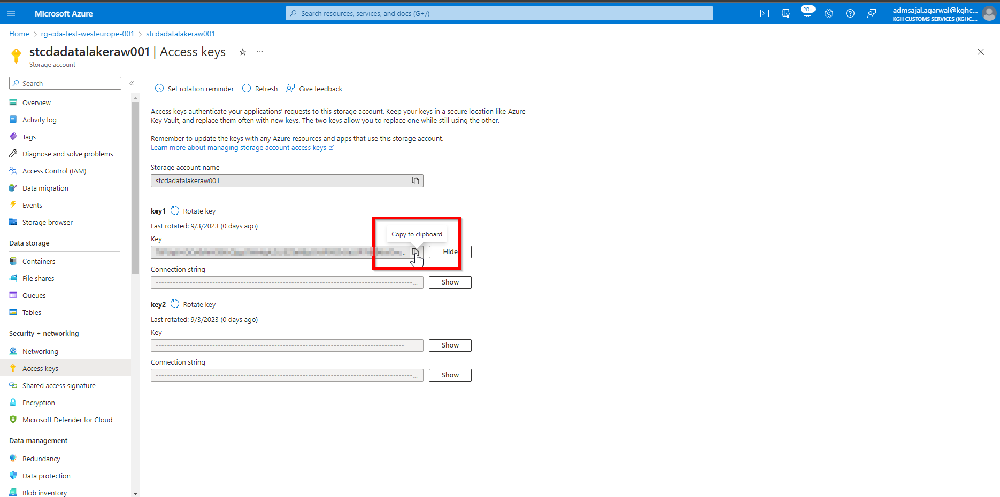 Microsoft Azure
Search resources, services, and docs (G+/)
20+
admsajal.agarwal@kghc...
KGH CUSTOMS SERVICES (KGHC....
Home > rg-cda-test-westeurope-001 > stcdadatalakeraw001
stcdadatalakeraw001 | Access keys
Storage account
Search
Overview
Activity log
Tags
Diagnose and solve problems
Access Control (IAM)
Data migration
Events
Storage browser
Data storage
Containers
File shares
Queues
Tables
Security + networking
Networking
Access keys
Shared access signature
Encryption
Microsoft Defender for Cloud
Data management
Redundancy
Data protection
Blob inventory
Set rotation reminder Refresh Give feedback
Access keys authenticate your applications’ requests to this storage account. Keep your keys in a secure location like Azure
Key Vault, and replace them often with new keys. The two keys allow you to replace one while still using the other.
Remember to update the keys with any Azure resources and apps that use this storage account.
Learn more about managing storage account access keys
Storage account name
stcdadatalakeraw001
key1 Rotate key
Last rotated: 9/3/2023 (0 days ago)
Copy to clipboard
Key
Hide
Connection string
Show
key2 Rotate key
Last rotated: 9/3/2023 (0 days ago)
Key
Show
Connection string
Show